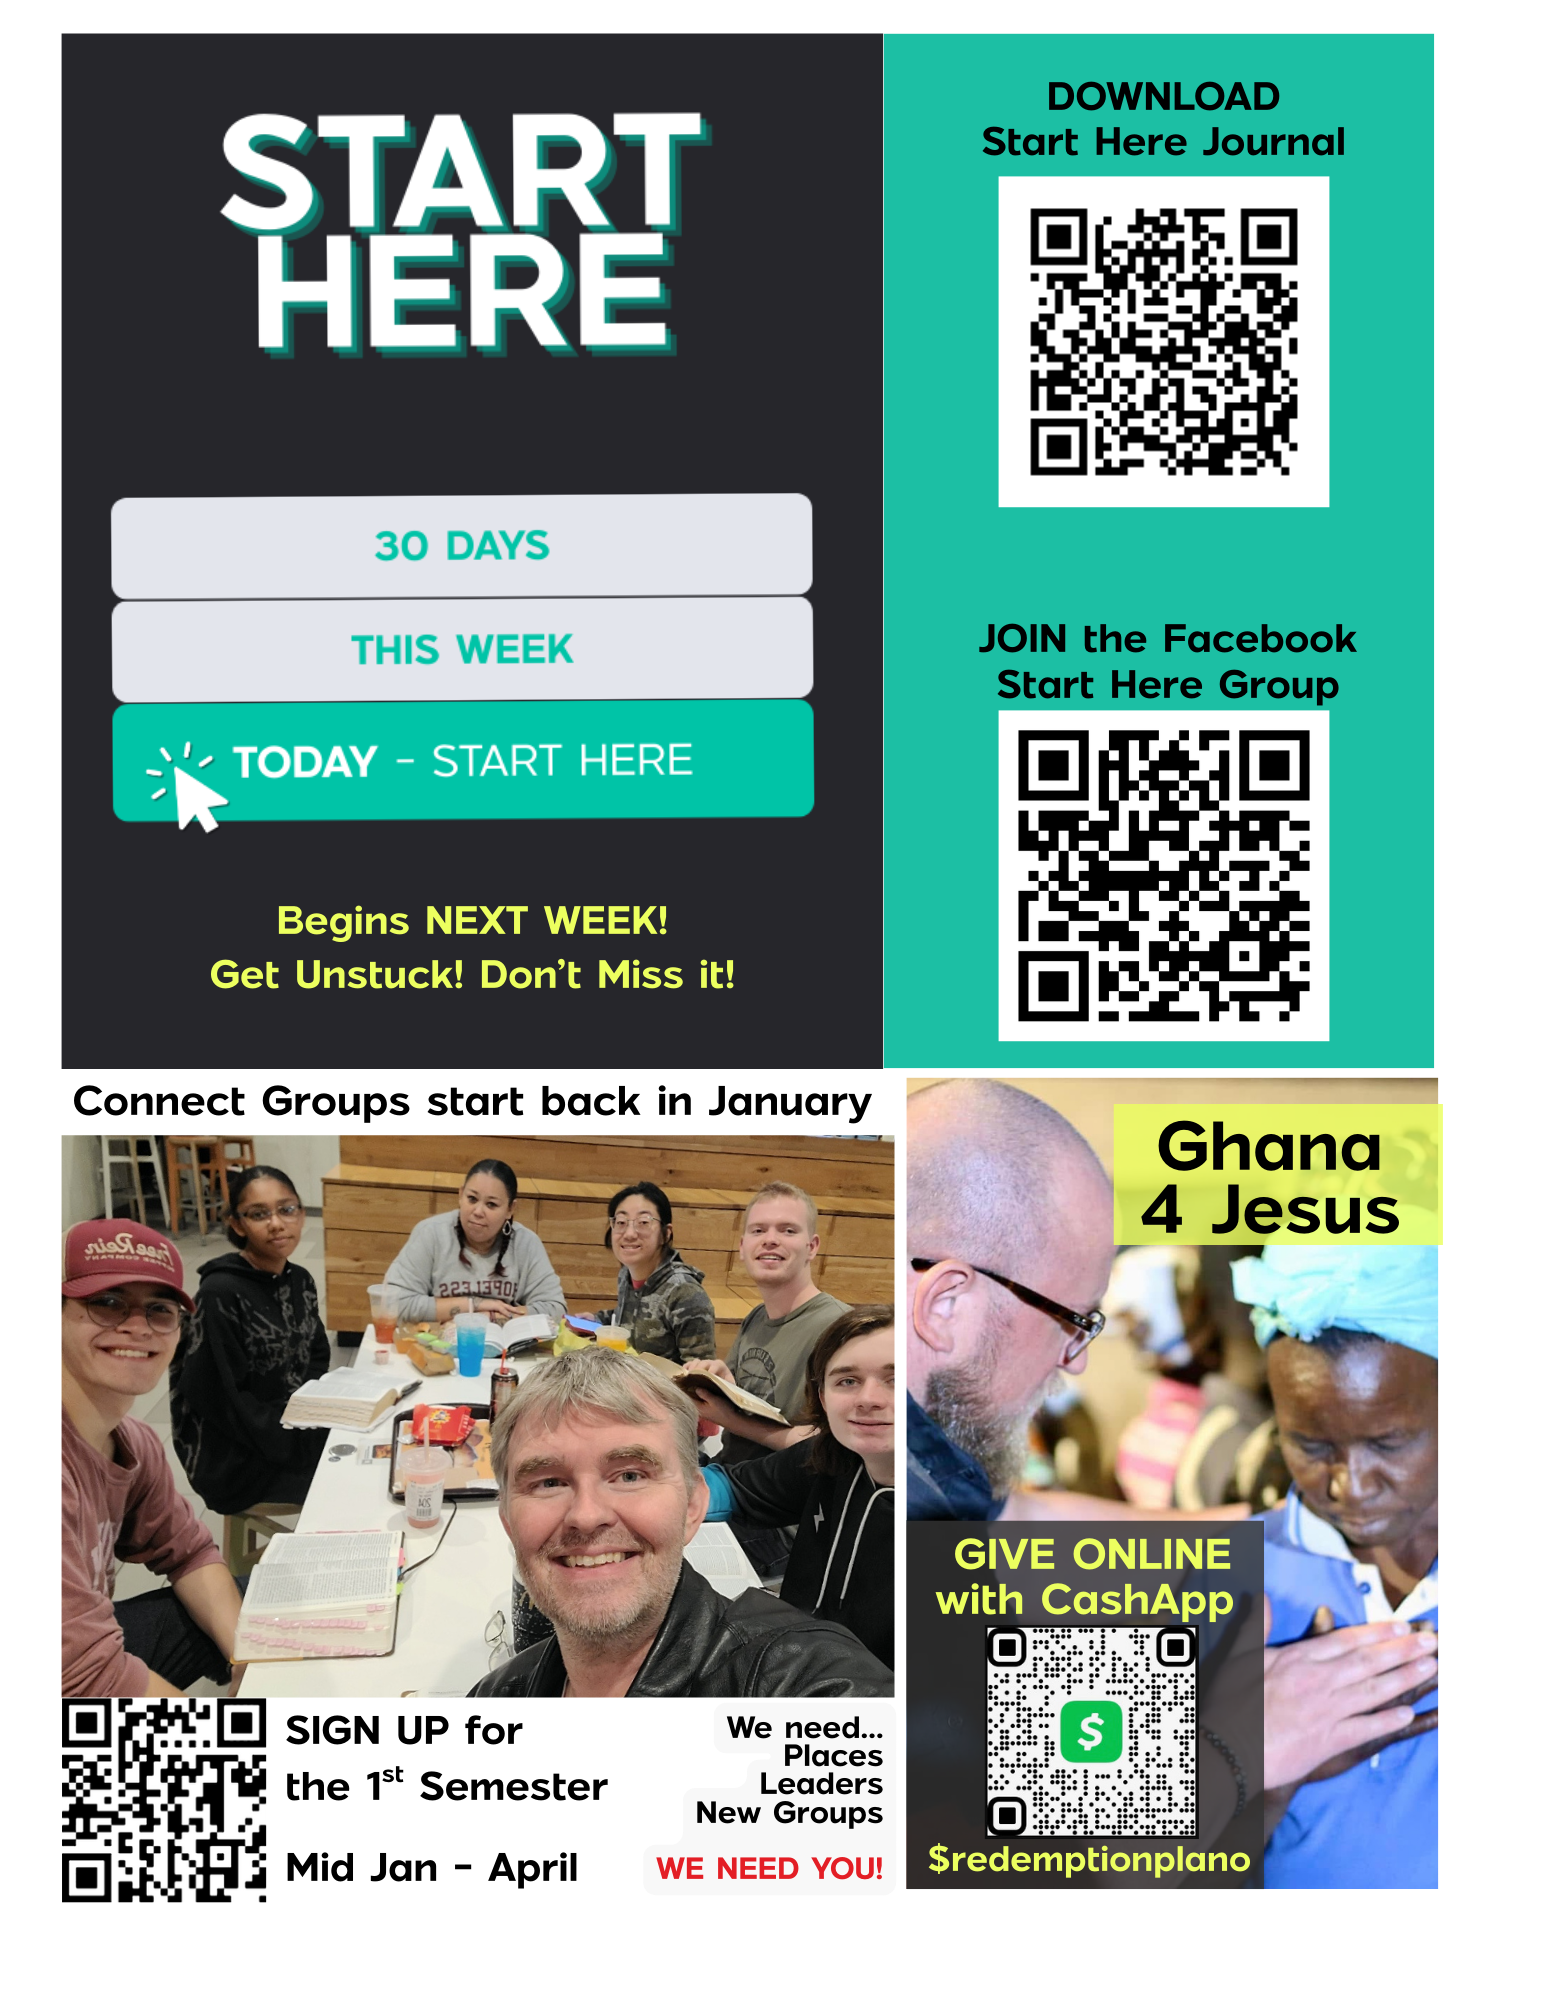 START
HERE
30 DAYS
THIS WEEK
TODAY - START HERE
Begins NEXT WEEK!
Get Unstuck! Don't Miss it!
DOWNLOAD
Start Here Journal
JOIN the Facebook
Start Here Group
Connect Groups start back in January
Free Rein
SIGN UP for
the 1st Semester
Mid Jan - April
We need...
Places
Leaders
New Groups
WE NEED YOU!
Ghana
4 Jesus
GIVE ONLINE
with CashApp
$
$redemptionplano